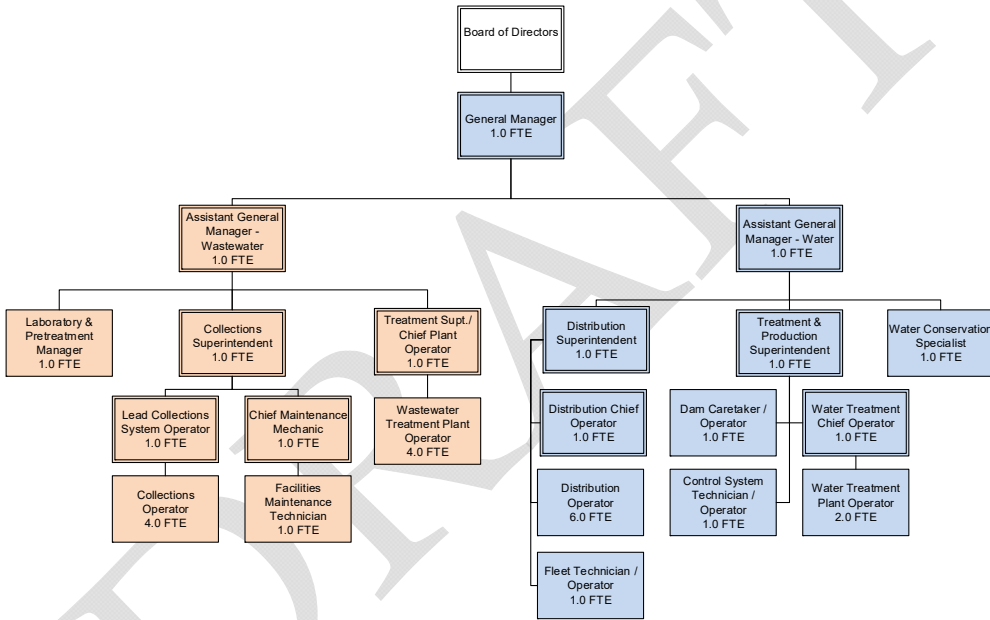 Board of Directors
General Manager
1.0 FTE
Assistant General
Manager -
Wastewater
1.0 FTE
Assistant General
Manager - Water
1.0 FTE
Laboratory &
Pretreatment
Manager
1.0 FTE
Collections
Superintendent
1.0 FTE
Treatment Supt./
Chief Plant
Operator
1.0 FTE
Distribution
Superintendent
1.0 FTE
Treatment &
Production
Superintendent
1.0 FTE
Water Conservation
Specialist
1.0 FTE
Lead Collections
System Operator
1.0 FTE
Chief Maintenance
Mechanic
1.0 FTE
Wastewater
Treatment Plant
Operator
4.0 FTE
Distribution Chief
Operator
1.0 FTE
Dam Caretaker /
Operator
1.0 FTE
Water Treatment
Chief Operator
1.0 FTE
Collections
Operator
4.0 FTE
Facilities
Maintenance
Technician
1.0 FTE
Distribution
Operator
6.0 FTE
Control System
Technician /
Operator
1.0 FTE
Water Treatment
Plant Operator
2.0 FTE
Fleet Technician /
Operator
1.0 FTE
DRAFT